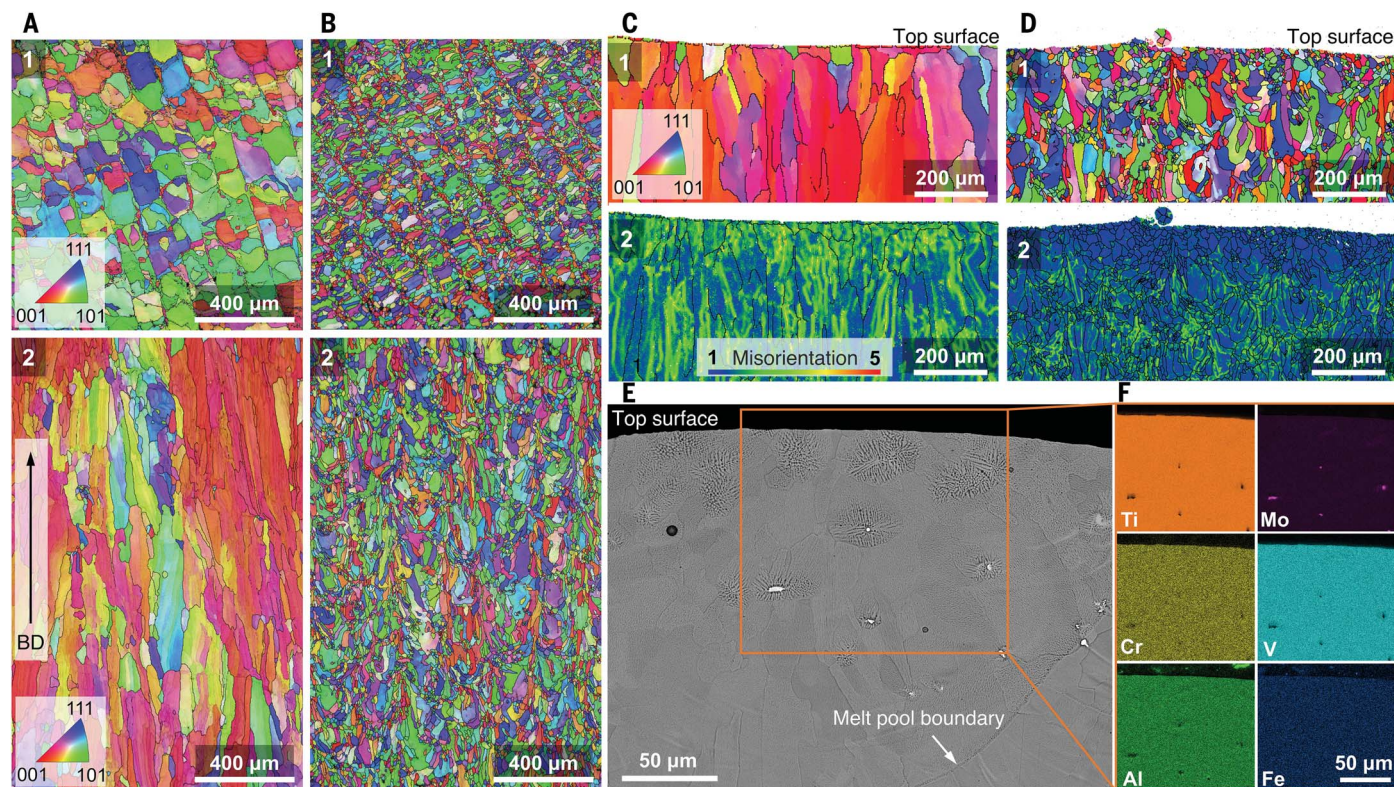 A
1
111
001
101
400 µm
2
BD
111
001
101
400 µm
B
1
400 µm
2
400 µm
C
Top surface
1
111
001
101
200 µm
2
1 Misorientation 5
200 µm
D
Top surface
1
200 µm
2
200 µm
E
Top surface
Melt pool boundary
50 µm
F
Ti
Mo
Cr
V
Al
Fe
50 µm